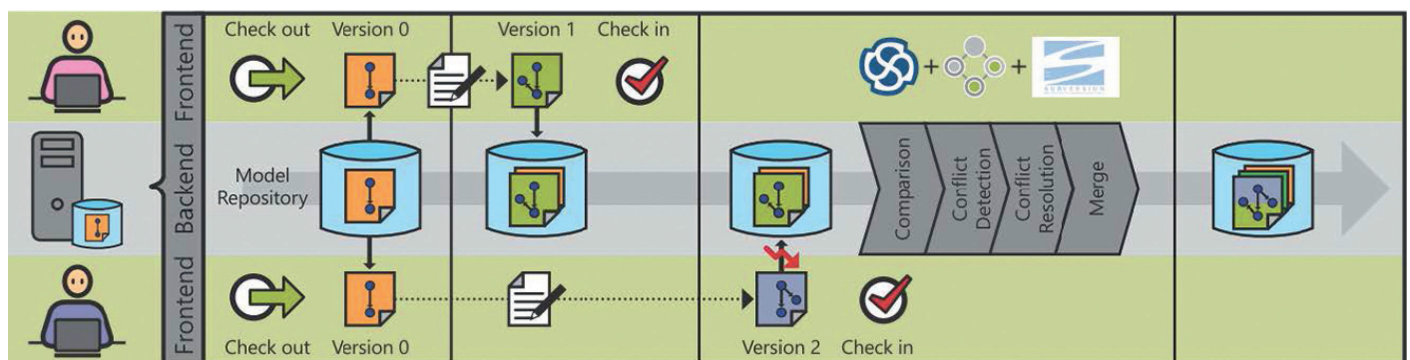 Check out
Version 0
Version 1
Check in
Frontend
+
+
SUBVERSION
Backend
Model
Repository
Comparison
Conflict
Detection
Conflict
Resolution
Merge
Frontend
Check out
Version 0
Version 2
Check in